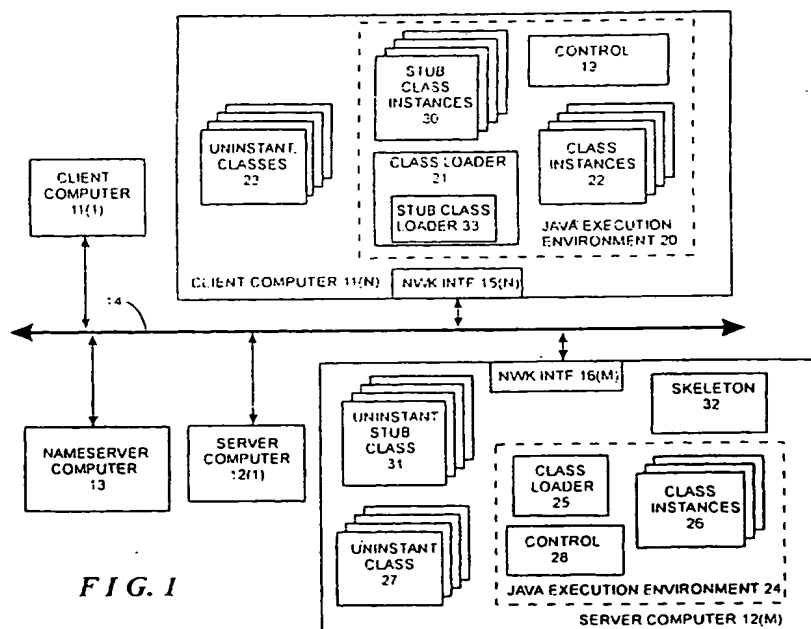 STUB
CLASS
INSTANCES
30
CONTROL
19
UNINSTANT.
CLASSES
23
CLASS LOADER
21
STUB CLASS
LOADER 33
CLASS
INSTANCES
22
JAVA EXECUTION
ENVIRONMENT 20
CLIENT
COMPUTER
11(1)
CLIENT COMPUTER 11(N)
NWK INTF 15(N)
14
NWK INTF 16(M)
NAMESERVER
COMPUTER
13
SERVER
COMPUTER
12(1)
UNINSTANT
STUB
CLASS
31
SKELETON
32
CLASS
LOADER
25
CLASS
INSTANCES
26
UNINSTANT
CLASS
27
CONTROL
28
JAVA EXECUTION ENVIRONMENT 24
SERVER COMPUTER 12(M)
FIG. 1